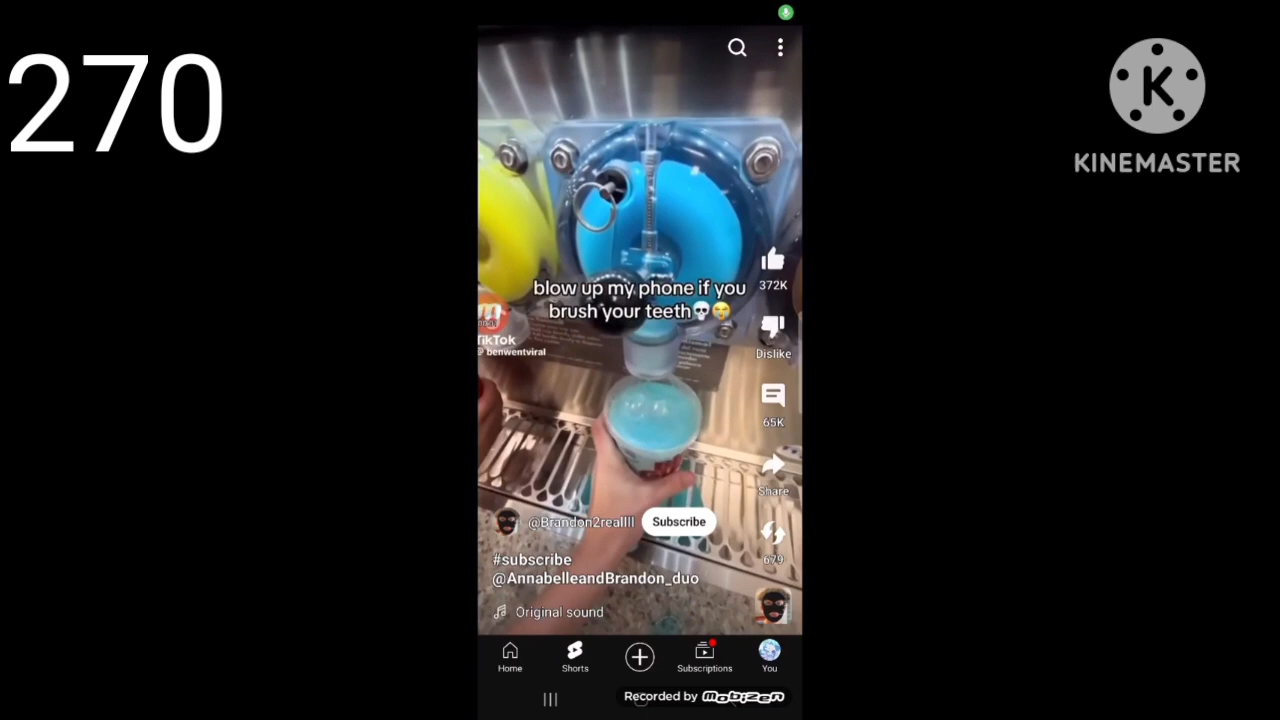 270
K
KINEMASTER
blow up my phone if you
brush your teeth💀😭
372K
TikTok
@ benwentviral
Dislike
65K
Share
@Brandon2reallll
Subscribe
679
#subscribe
@AnnabelleandBrandon_duo
Original sound
Home
Shorts
Subscriptions
You
Recorded by mobizen